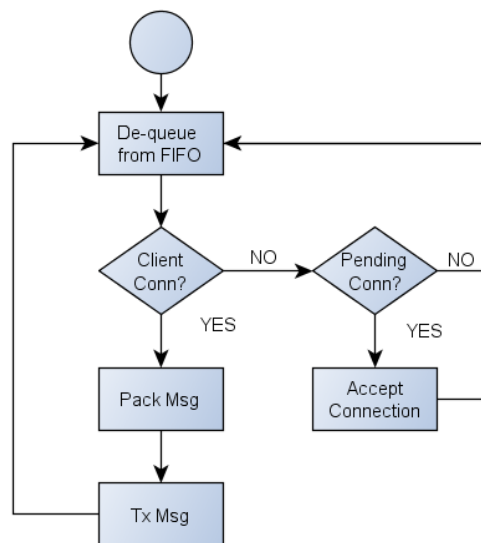 De-queue
from FIFO
Client
Conn?
NO
Pending
Conn?
NO
YES
YES
Pack Msg
Accept
Connection
Tx Msg